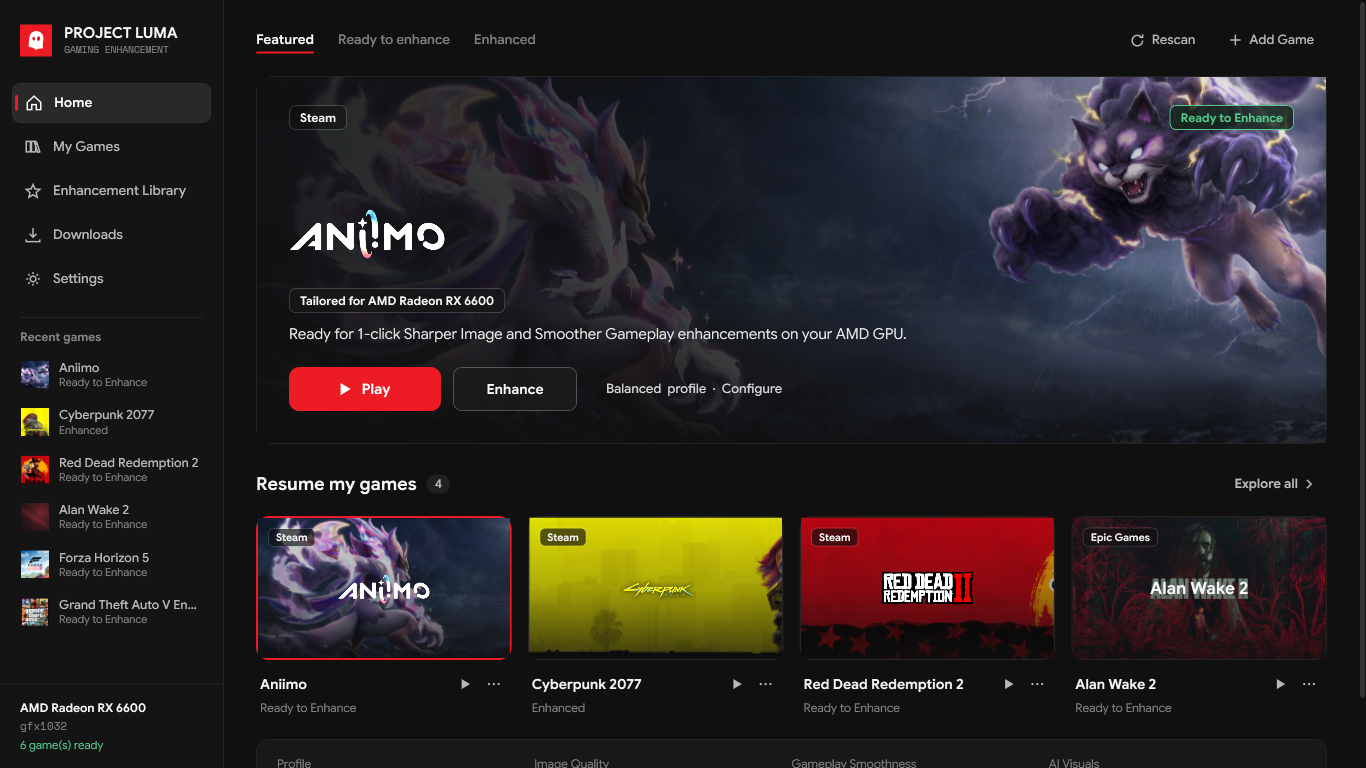 PROJECT LUMA
GAMING ENHANCEMENT
Home
My Games
Enhancement Library
Downloads
Settings
Recent games
Aniimo
Ready to Enhance
Cyberpunk 2077
Enhanced
Red Dead Redemption 2
Ready to Enhance
Alan Wake 2
Ready to Enhance
Forza Horizon 5
Ready to Enhance
Grand Theft Auto V En...
Ready to Enhance
AMD Radeon RX 6600
gfx1032
6 game(s) ready
Featured Ready to enhance Enhanced
Rescan Add Game
Steam
Ready to Enhance
ANIIMO
Tailored for AMD Radeon RX 6600
Ready for 1-click Sharper Image and Smoother Gameplay enhancements on your AMD GPU.
Play Enhance Balanced profile · Configure
Resume my games 4
Explore all
Steam
ANIIMO
Aniimo
Ready to Enhance
Steam
Cyberpunk
Cyberpunk 2077
Enhanced
Steam
RED DEAD
REDEMPTION II
Red Dead Redemption 2
Ready to Enhance
Epic Games
ALAN WAKE II
Alan Wake 2
Alan Wake 2
Ready to Enhance
Profile Image Quality Gameplay Smoothness AI Visuals